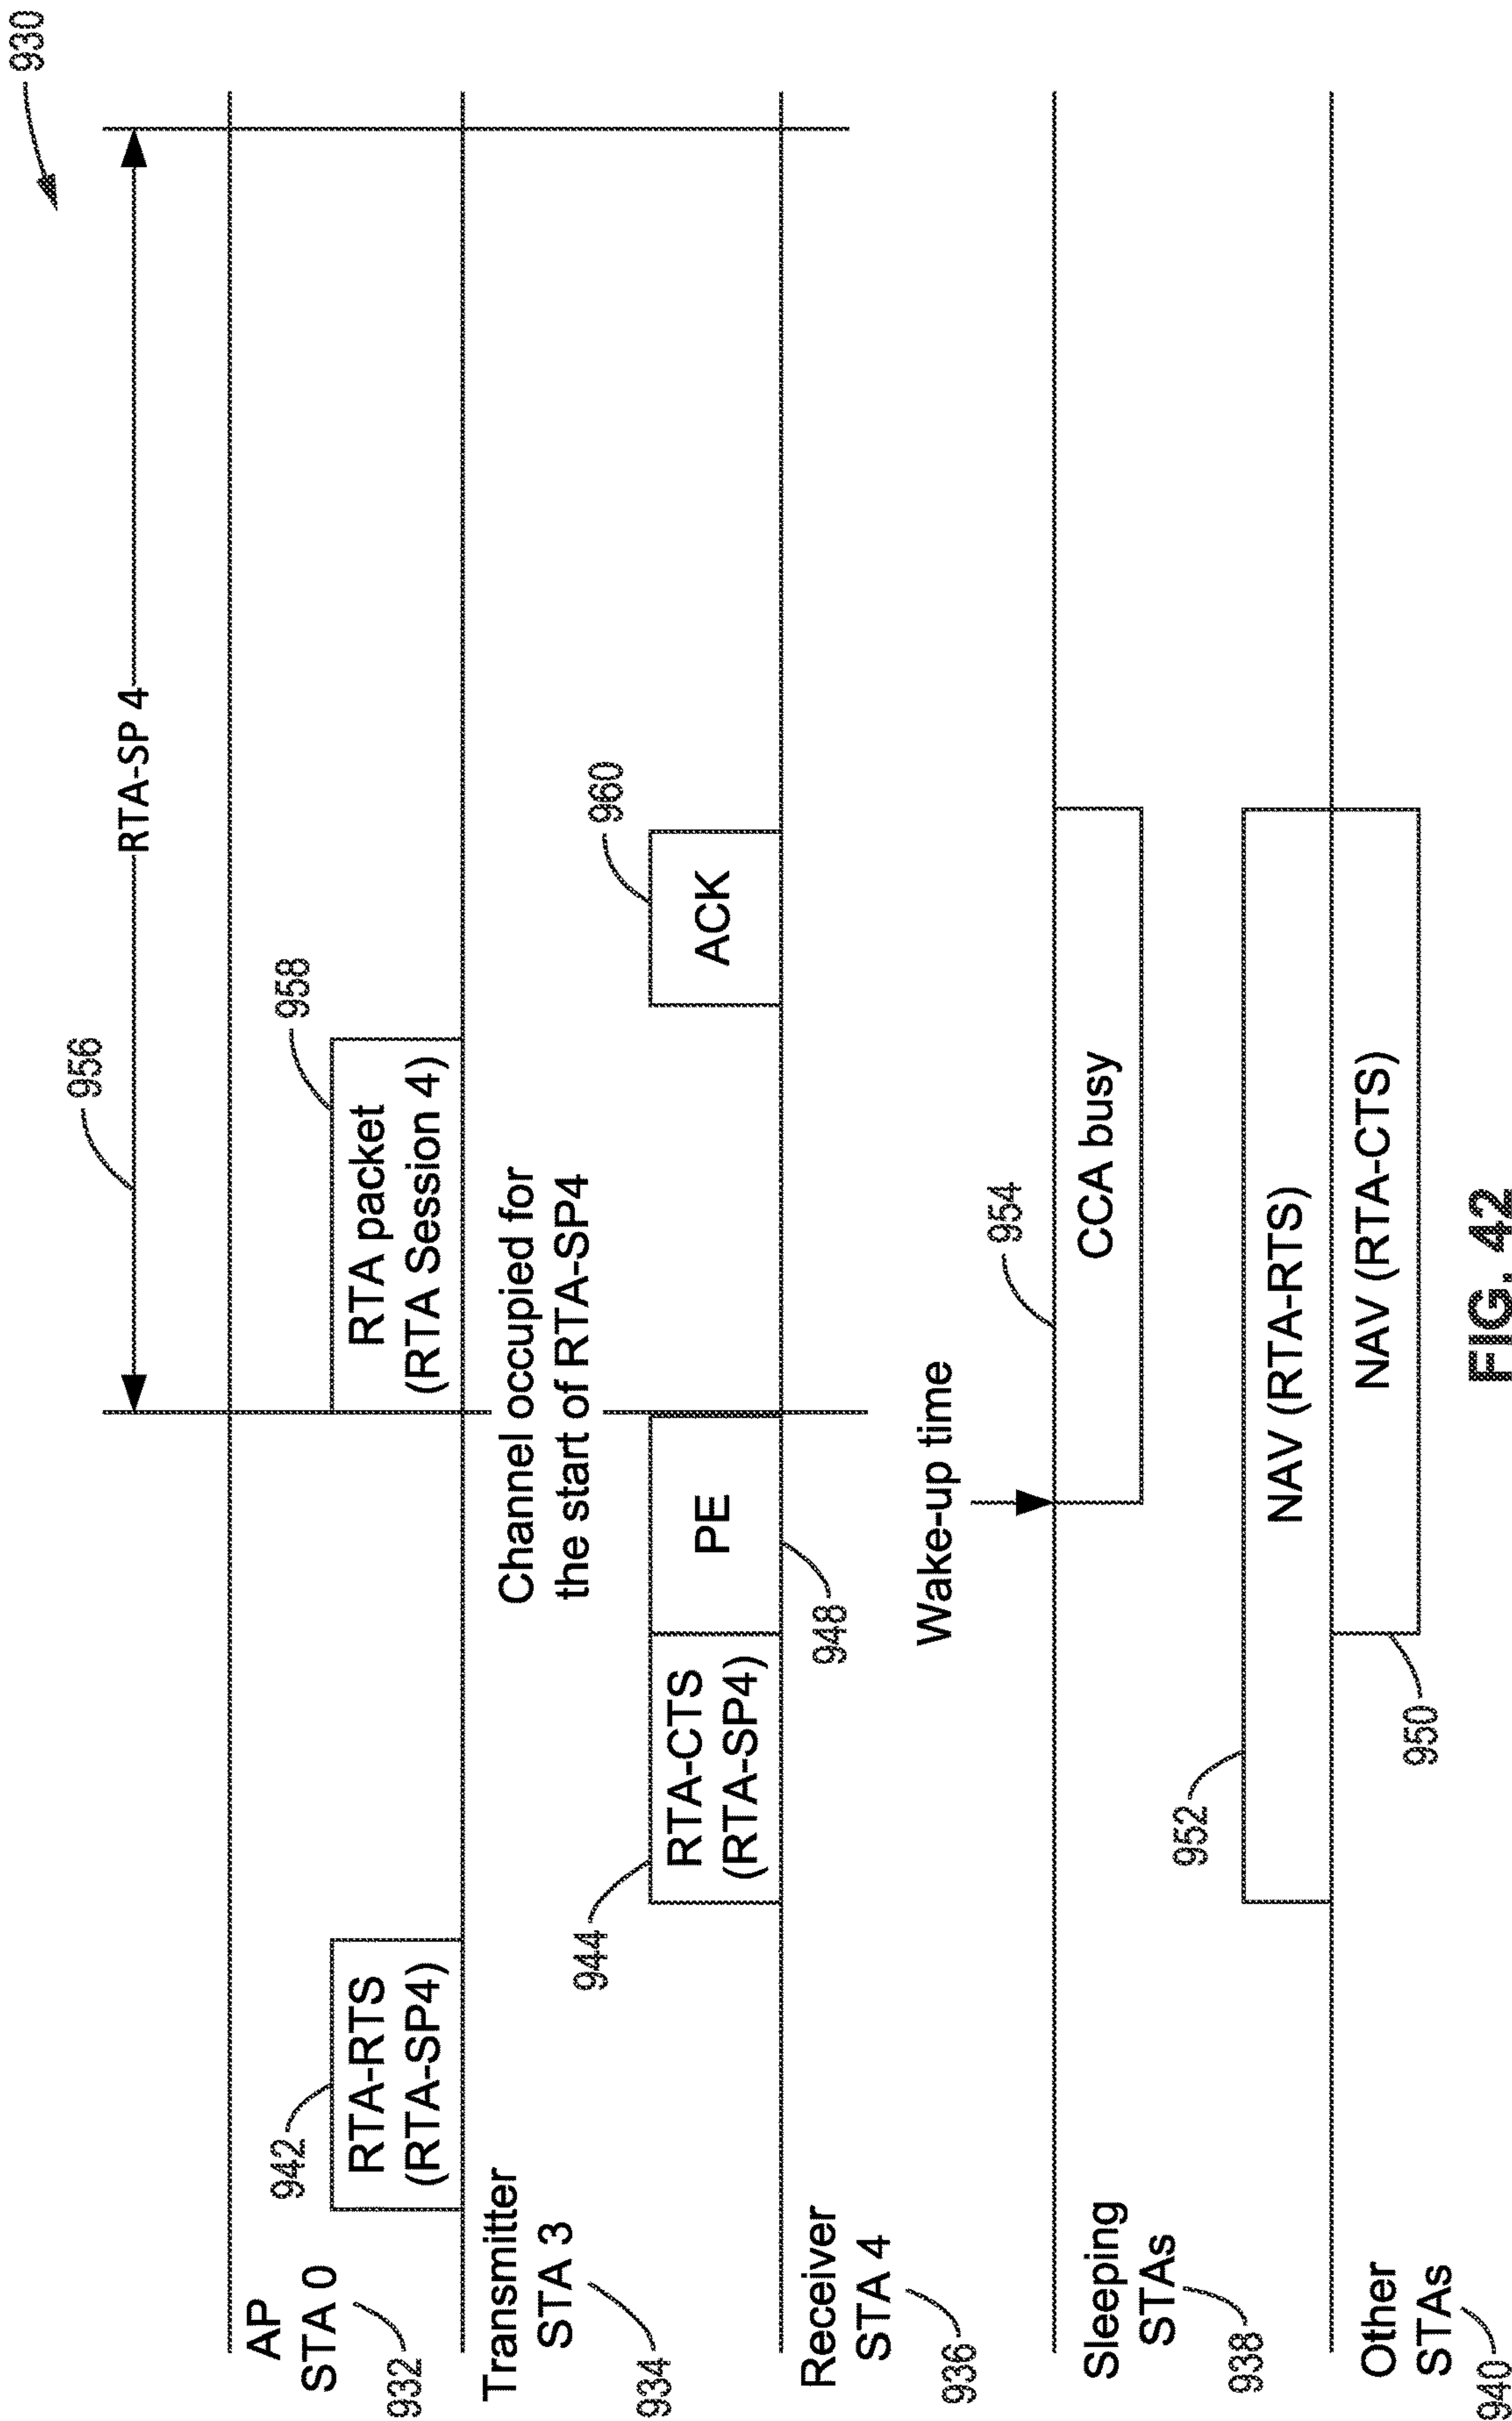 930
956
RTA-SP 4
AP
STA 0
932
942
RTA-RTS
(RTA-SP4)
958
RTA packet
(RTA Session 4)
Transmitter
STA 3
934
Channel occupied for
the start of RTA-SP4
944
RTA-CTS
(RTA-SP4)
PE
948
960
ACK
Receiver
STA 4
936
Wake-up time
954
CCA busy
Sleeping
STAs
938
952
NAV (RTA-RTS)
NAV (RTA-CTS)
950
Other
STAs
940
FIG. 42